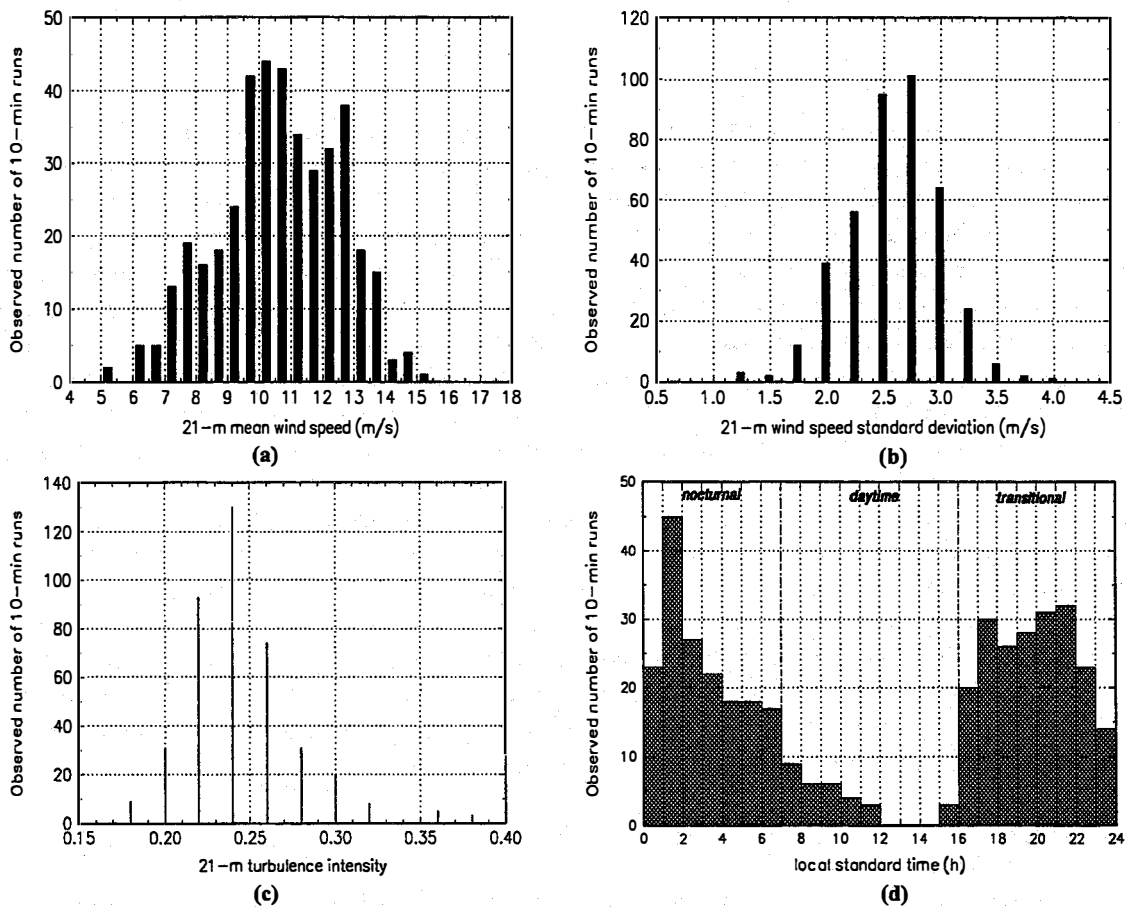 Observed number of 10-min runs
50
40
30
20
10
0
4 5 6 7 8 9 10 11 12 13 14 15 16 17 18
21-m mean wind speed (m/s)
(a)
Observed number of 10-min runs
120
100
80
60
40
20
0
0.5 1.0 1.5 2.0 2.5 3.0 3.5 4.0 4.5
21-m wind speed standard deviation (m/s)
(b)
Observed number of 10-min runs
140
120
100
80
60
40
20
0
0.15 0.20 0.25 0.30 0.35 0.40
21-m turbulence intensity
(c)
Observed number of 10-min runs
50
40
30
20
10
0
nocturnal daytime transitional
0 2 4 6 8 10 12 14 16 18 20 22 24
local standard time (h)
(d)